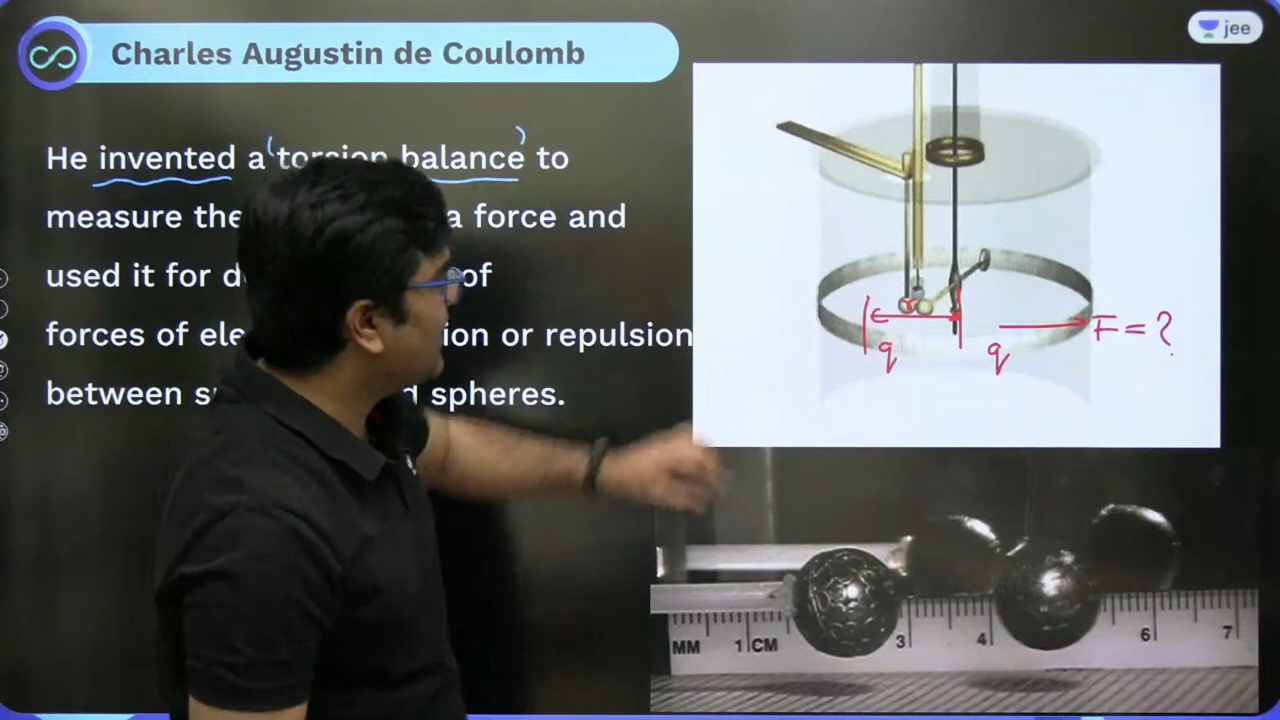 Charles Augustin de Coulomb
jee
He invented a 'torsion balance' to
measure the a force and
used it for of
forces of ion or repulsion
between spheres.
q q F = ?
MM 1 CM 3 4 6 7